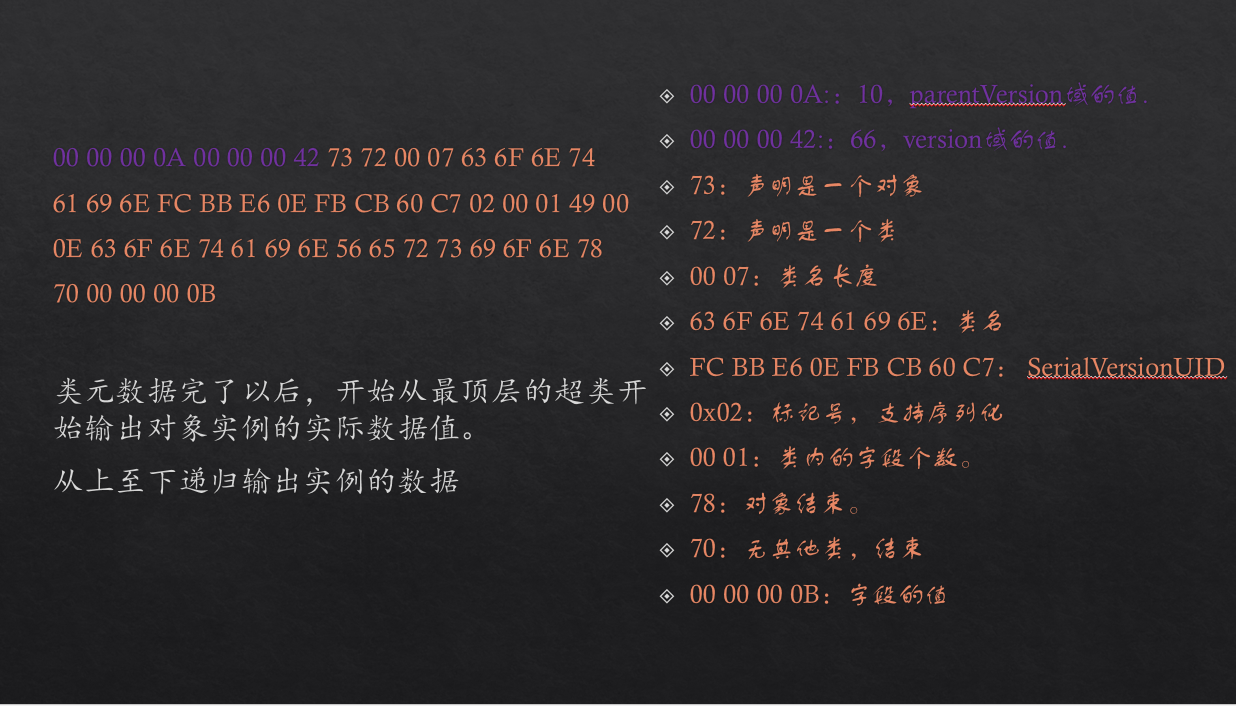 00 00 00 0A 00 00 00 42 73 72 00 07 63 6F 6E 74
61 69 6E FC BB E6 0E FB CB 60 C7 02 00 01 49 00
0E 63 6F 6E 74 61 69 6E 56 65 72 73 69 6F 6E 78
70 00 00 00 0B
类元数据完了以后，开始从最顶层的超类开
始输出对象实例的实际数据值。
从上至下递归输出实例的数据
00 00 00 0A:：10，parentVersion域的值.
00 00 00 42:：66，version域的值.
73：声明是一个对象
72：声明是一个类
00 07：类名长度
63 6F 6E 74 61 69 6E：类名
FC BB E6 0E FB CB 60 C7： SerialVersionUID
0x02：标记号，支持序列化
00 01：类内的字段个数。
78：对象结束。
70：无其他类，结束
00 00 00 0B：字段的值